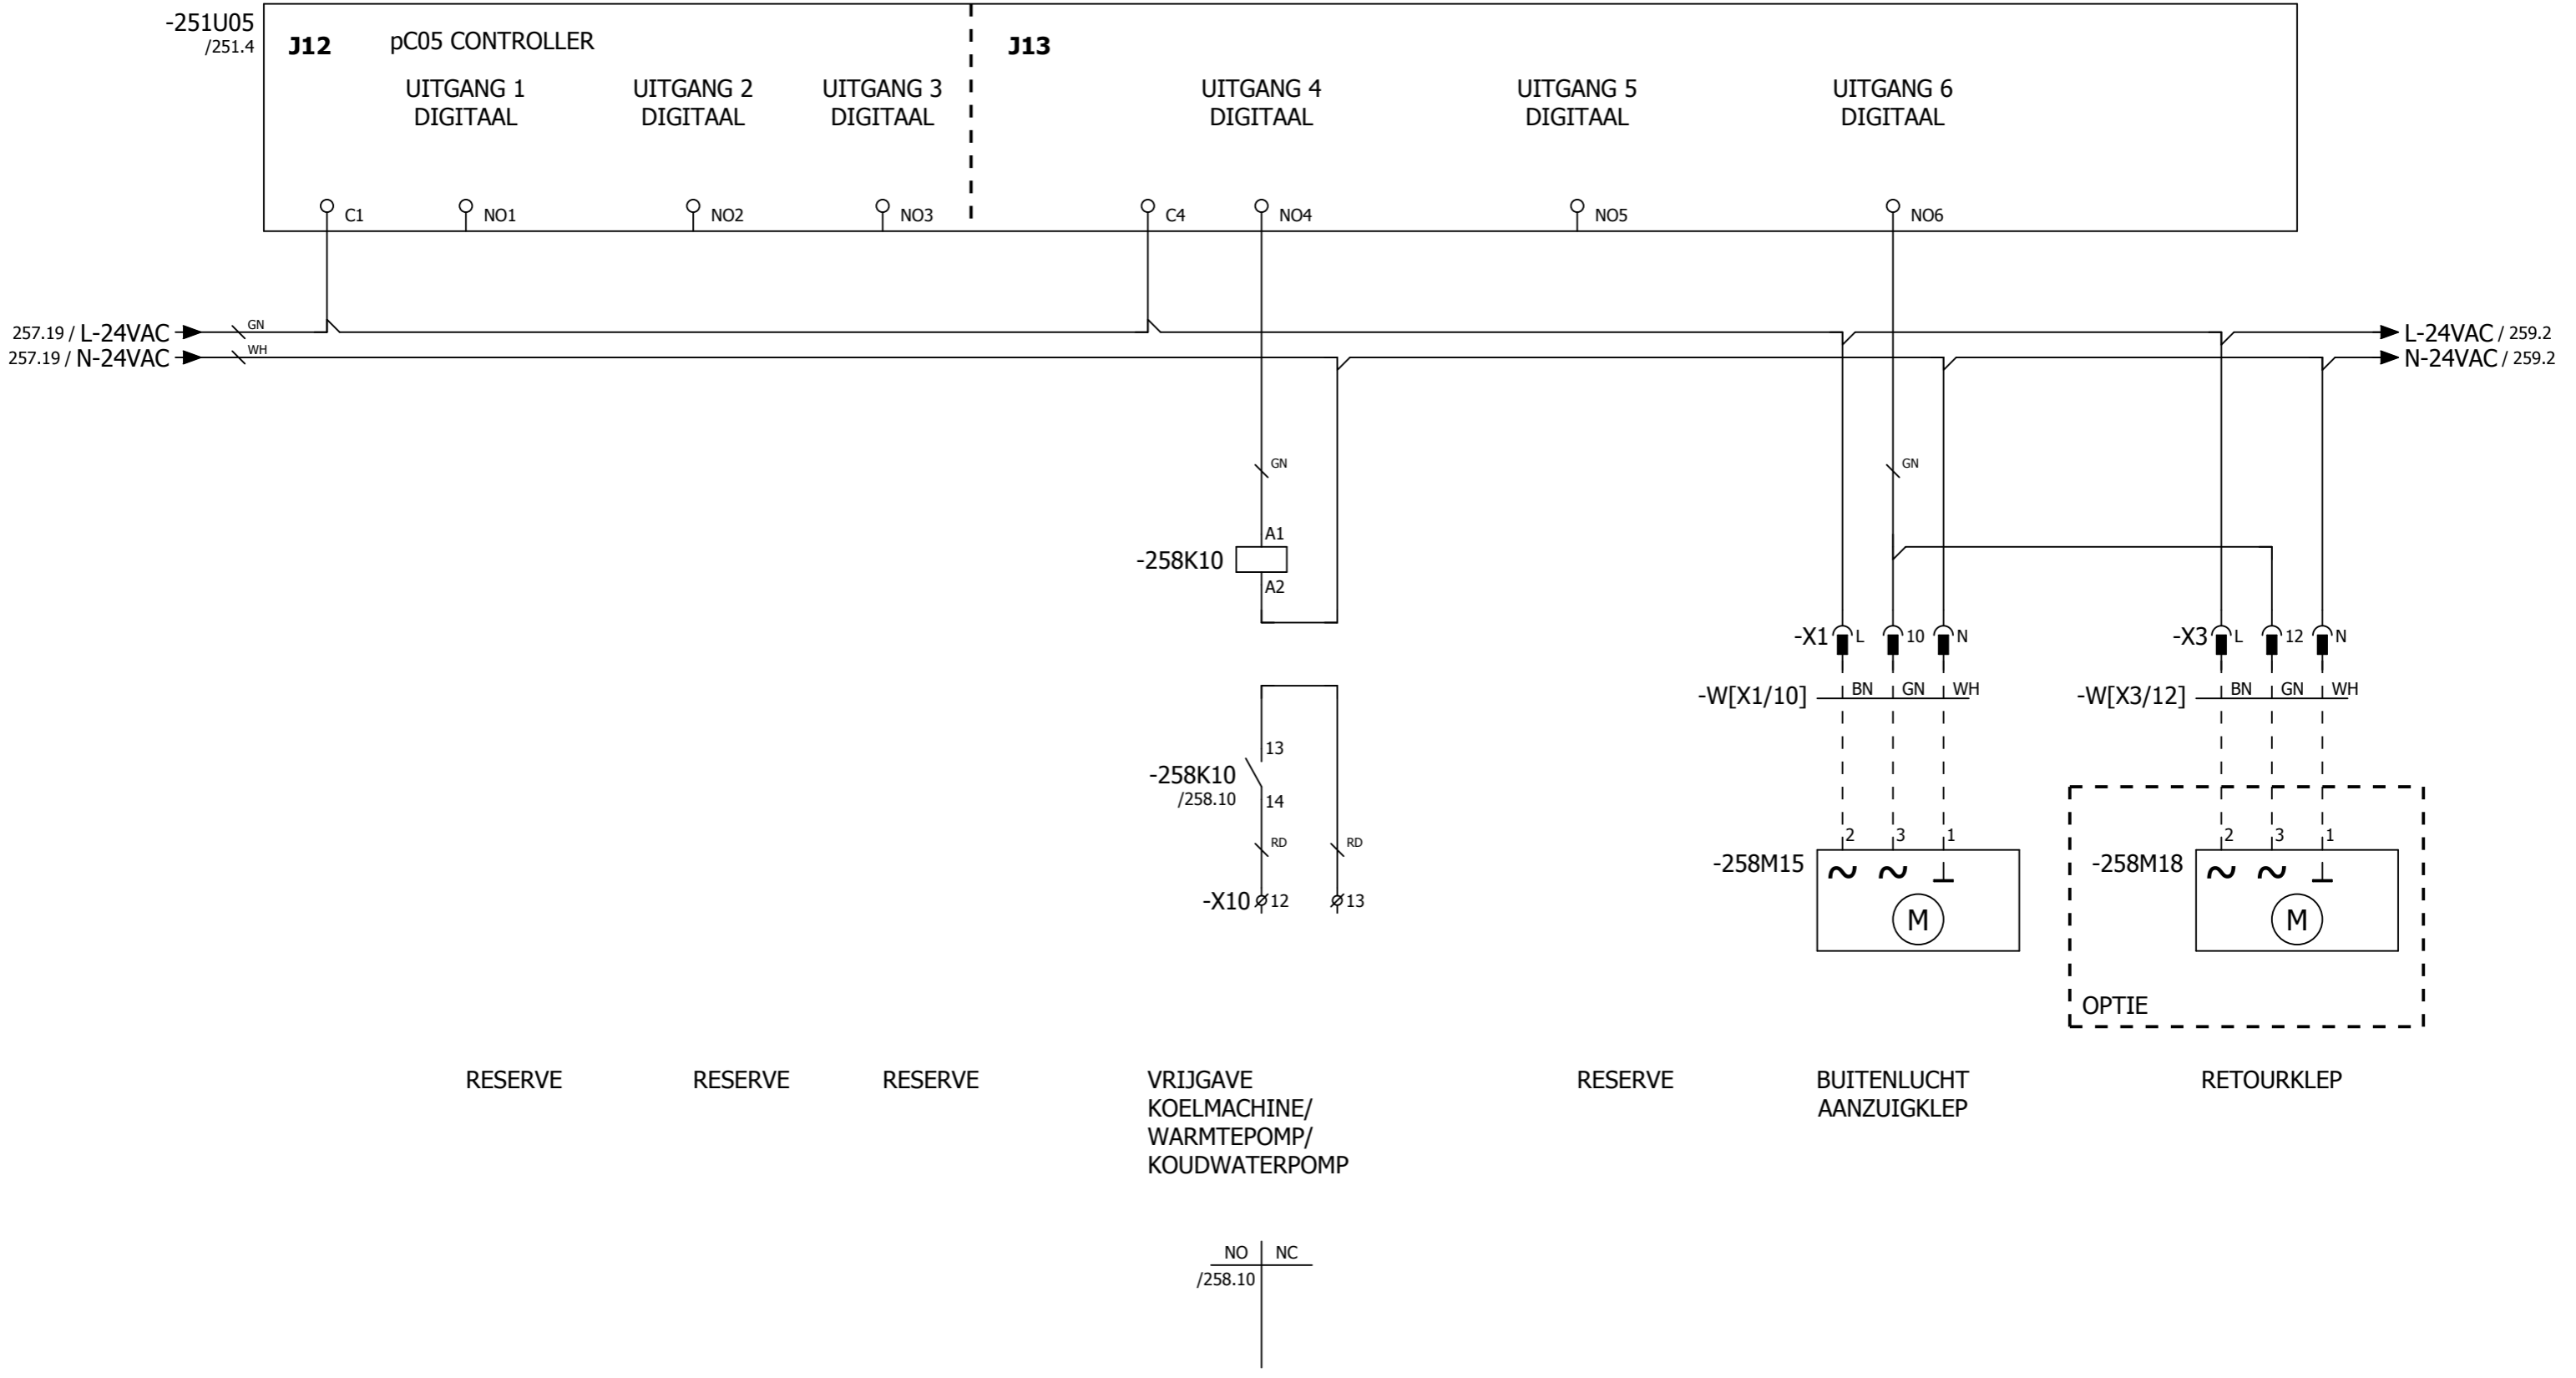 -251U05
/251.4
J12
pC05 CONTROLLER
J13
UITGANG 1
DIGITAAL
UITGANG 2
DIGITAAL
UITGANG 3
DIGITAAL
UITGANG 4
DIGITAAL
UITGANG 5
DIGITAAL
UITGANG 6
DIGITAAL
C1
NO1
NO2
NO3
C4
NO4
NO5
NO6
257.19 / L-24VAC
GN
L-24VAC / 259.2
257.19 / N-24VAC
WH
N-24VAC / 259.2
GN
GN
A1
-258K10
A2
-X1
L
10
N
-X3
L
12
N
-W[X1/10]
BN
GN
WH
-W[X3/12]
BN
GN
WH
13
-258K10
/258.10
14
RD
RD
-X10
12
13
2
3
1
-258M15
M
2
3
1
-258M18
M
OPTIE
RESERVE
RESERVE
RESERVE
VRIJGAVE
KOELMACHINE/
WARMTEPOMP/
KOUDWATERPOMP
RESERVE
BUITENLUCHT
AANZUIGKLEP
RETOURKLEP
NO
NC
/258.10